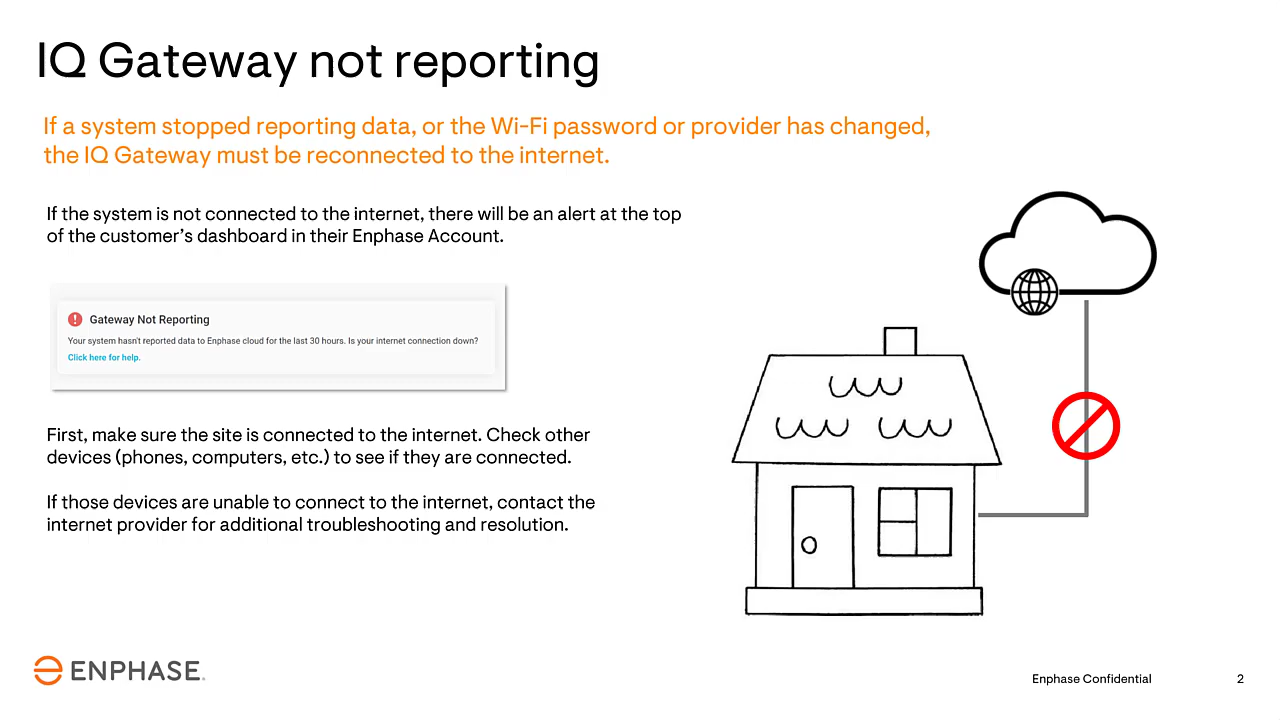 IQ Gateway not reporting
If a system stopped reporting data, or the Wi-Fi password or provider has changed,
the IQ Gateway must be reconnected to the internet.
If the system is not connected to the internet, there will be an alert at the top
of the customer’s dashboard in their Enphase Account.
Gateway Not Reporting
Your system hasn't reported data to Enphase cloud for the last 30 hours. Is your internet connection down?
Click here for help.
First, make sure the site is connected to the internet. Check other
devices (phones, computers, etc.) to see if they are connected.
If those devices are unable to connect to the internet, contact the
internet provider for additional troubleshooting and resolution.
ENPHASE.
Enphase Confidential
2